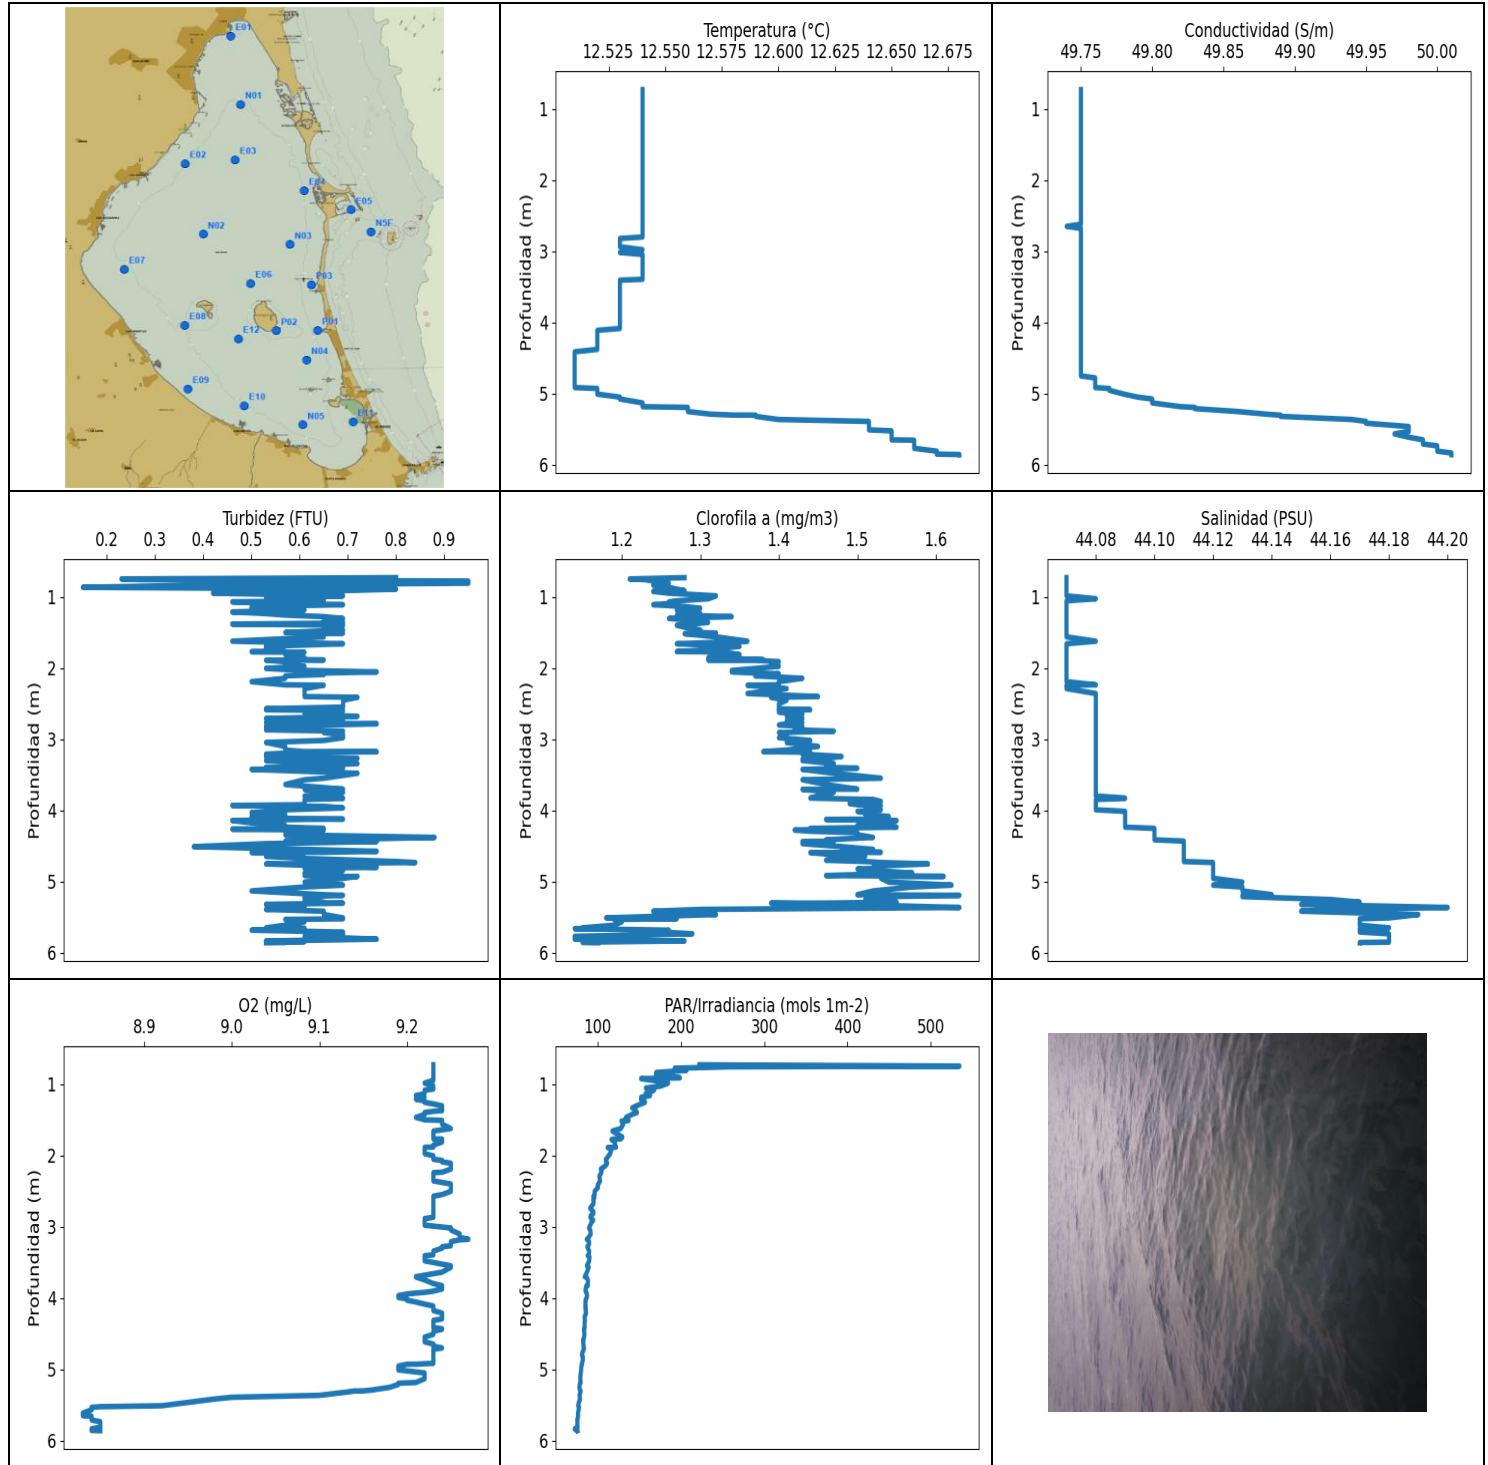 E01
N01
E02
E03
E04
E05
N5F
N02
N03
E07
E06
P03
E08
E12
P02
P01
N04
E09
E10
N05
E11
Temperatura (°C)
12.525 12.550 12.575 12.600 12.625 12.650 12.675
Profundidad (m)
1
2
3
4
5
6
Conductividad (S/m)
49.75 49.80 49.85 49.90 49.95 50.00
Profundidad (m)
1
2
3
4
5
6
Turbidez (FTU)
0.2 0.3 0.4 0.5 0.6 0.7 0.8 0.9
Profundidad (m)
1
2
3
4
5
6
Clorofila a (mg/m3)
1.2 1.3 1.4 1.5 1.6
Profundidad (m)
1
2
3
4
5
6
Salinidad (PSU)
44.08 44.10 44.12 44.14 44.16 44.18 44.20
Profundidad (m)
1
2
3
4
5
6
O2 (mg/L)
8.9 9.0 9.1 9.2
Profundidad (m)
1
2
3
4
5
6
PAR/Irradiancia (mols 1m-2)
100 200 300 400 500
Profundidad (m)
1
2
3
4
5
6